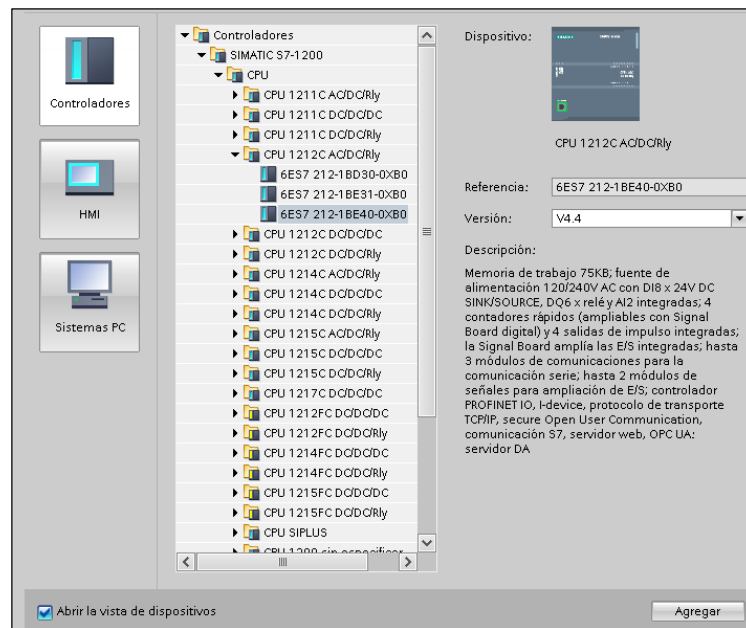 Controladores
HMI
Sistemas PC
Controladores
SIMATIC S7-1200
CPU
CPU 1211C AC/DC/Rly
CPU 1211C DC/DC/DC
CPU 1211C DC/DC/Rly
CPU 1212C AC/DC/Rly
6ES7 212-1BD30-0XB0
6ES7 212-1BE31-0XB0
6ES7 212-1BE40-0XB0
CPU 1212C DC/DC/DC
CPU 1212C DC/DC/Rly
CPU 1214C AC/DC/Rly
CPU 1214C DC/DC/DC
CPU 1214C DC/DC/Rly
CPU 1215C AC/DC/Rly
CPU 1215C DC/DC/DC
CPU 1215C DC/DC/Rly
CPU 1217C DC/DC/DC
CPU 1212FC DC/DC/DC
CPU 1212FC DC/DC/Rly
CPU 1214FC DC/DC/DC
CPU 1214FC DC/DC/Rly
CPU 1215FC DC/DC/DC
CPU 1215FC DC/DC/Rly
CPU SIPLUS
CPU 1200 sin especificar
Dispositivo:
CPU 1212C AC/DC/Rly
Referencia:
6ES7 212-1BE40-0XB0
Versión:
V4.4
Descripción:
Memoria de trabajo 75KB; fuente de
alimentación 120/240V AC con DI8 x 24V DC
SINK/SOURCE, DQ6 x relé y AI2 integradas; 4
contadores rápidos (ampliables con Signal
Board digital) y 4 salidas de impulso integradas;
la Signal Board amplía las E/S integradas; hasta
3 módulos de comunicaciones para la
comunicación serie; hasta 2 módulos de
señales para ampliación de E/S; controlador
PROFINET IO, I-device, protocolo de transporte
TCP/IP, secure Open User Communication,
comunicación S7, servidor web, OPC UA:
servidor DA
Abrir la vista de dispositivos
Agregar